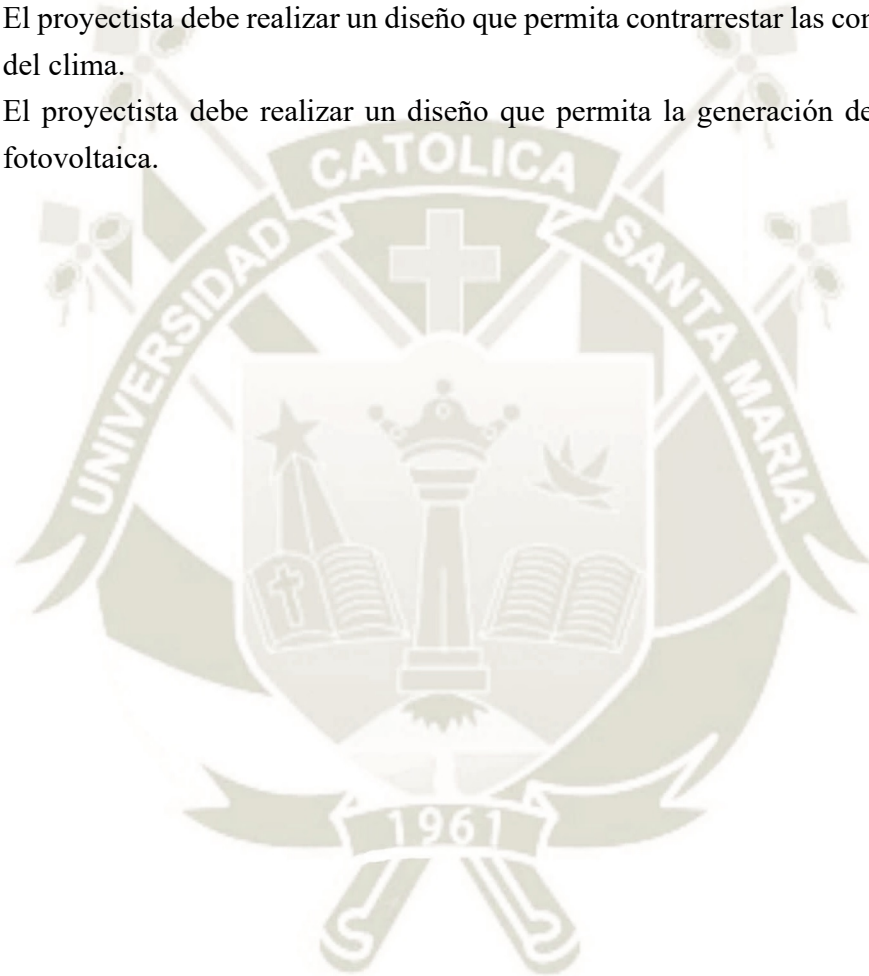 El proyectista debe realizar un diseño que permita contrarrestar las con
del clima.
El proyectista debe realizar un diseño que permita la generación de
fotovoltaica.
UNIVERSIDAD CATOLICA SANTA MARIA
1961